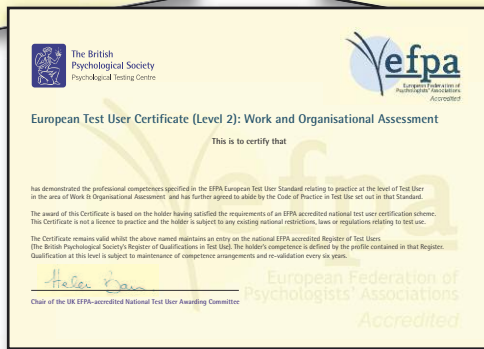 The British
Psychological Society
Psychological Testing Centre
efpa
European Federation of
Psychologists' Associations
Accredited
European Test User Certificate (Level 2): Work and Organisational Assessment
This is to certify that
has demonstrated the professional competences specified in the EFPA European Test User Standard relating to practice at the level of Test User
in the area of Work & Organisational Assessment and has further agreed to abide by the Code of Practice in Test Use set out in that Standard.
The award of this Certificate is based on the holder having satisfied the requirements of an EFPA accredited national test user certification scheme.
This Certificate is not a licence to practice and the holder is subject to any existing national restrictions, laws or regulations relating to test use.
The Certificate remains valid whilst the above named maintains an entry on the national EFPA accredited Register of Test Users
(The British Psychological Society's Register of Qualifications in Test Use). The holder's competence is defined by the profile contained in that Register.
Qualification at this level is subject to maintenance of competence arrangements and re-validation every six years.
Chair of the UK EFPA-accredited National Test User Awarding Committee
efpa
European Federation of
Psychologists' Associations
Accredited